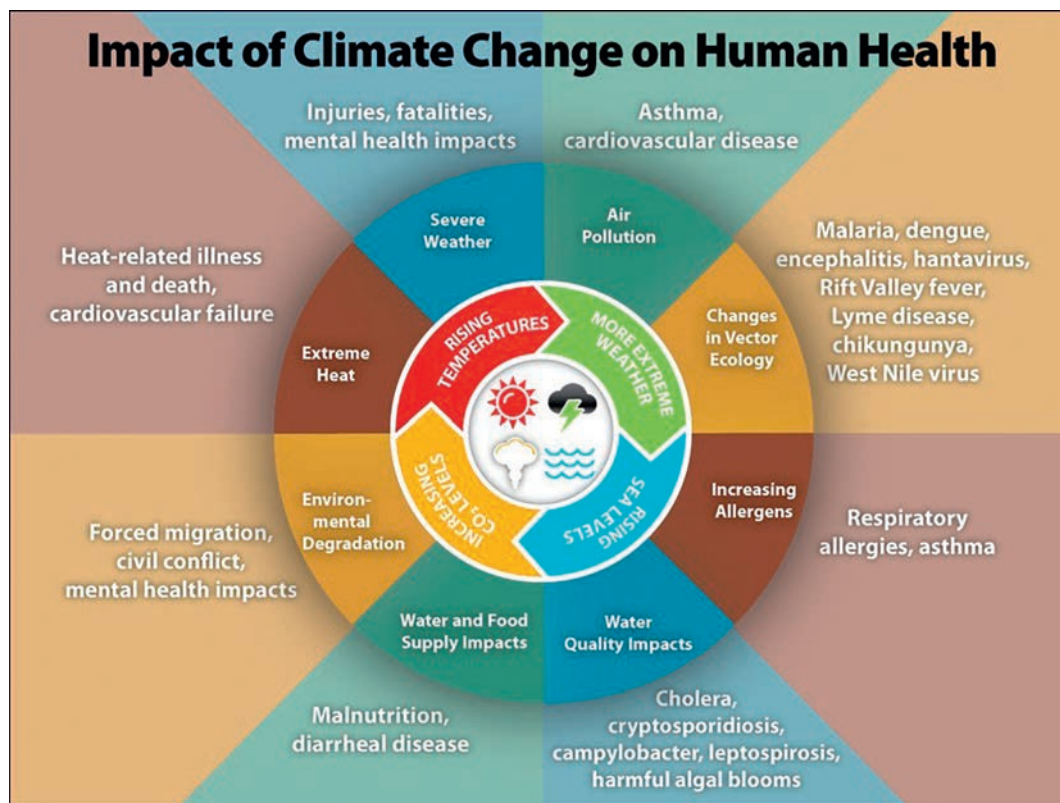 Impact of Climate Change on Human Health
Injuries, fatalities,
mental health impacts
Asthma,
cardiovascular disease
Severe
Weather
Air
Pollution
Heat-related illness
and death,
cardiovascular failure
Malaria, dengue,
encephalitis, hantavirus,
Rift Valley fever,
Lyme disease,
chikungunya,
West Nile virus
Extreme
Heat
Changes
in Vector
Ecology
RISING
TEMPERATURES
MORE EXTREME
WEATHER
RISING
SEA LEVELS
INCREASING
CO₂ LEVELS
Environ-
mental
Degradation
Increasing
Allergens
Forced migration,
civil conflict,
mental health impacts
Respiratory
allergies, asthma
Water and Food
Supply Impacts
Water
Quality Impacts
Malnutrition,
diarrheal disease
Cholera,
cryptosporidiosis,
campylobacter, leptospirosis,
harmful algal blooms